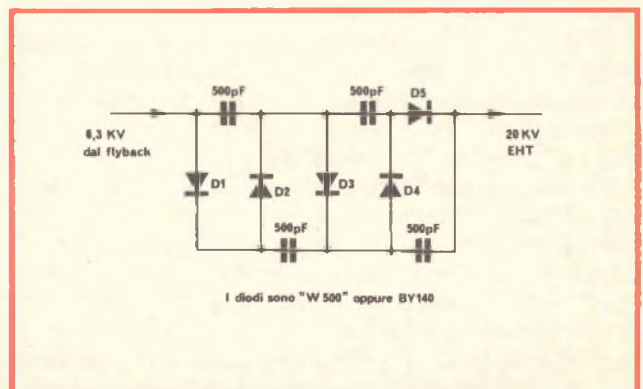 500pF
500pF
D5
6,3 KV
dal flyback
20 KV
EHT
D1
D2
D3
D4
500pF
500pF
I diodi sono "W 500" oppure BY140